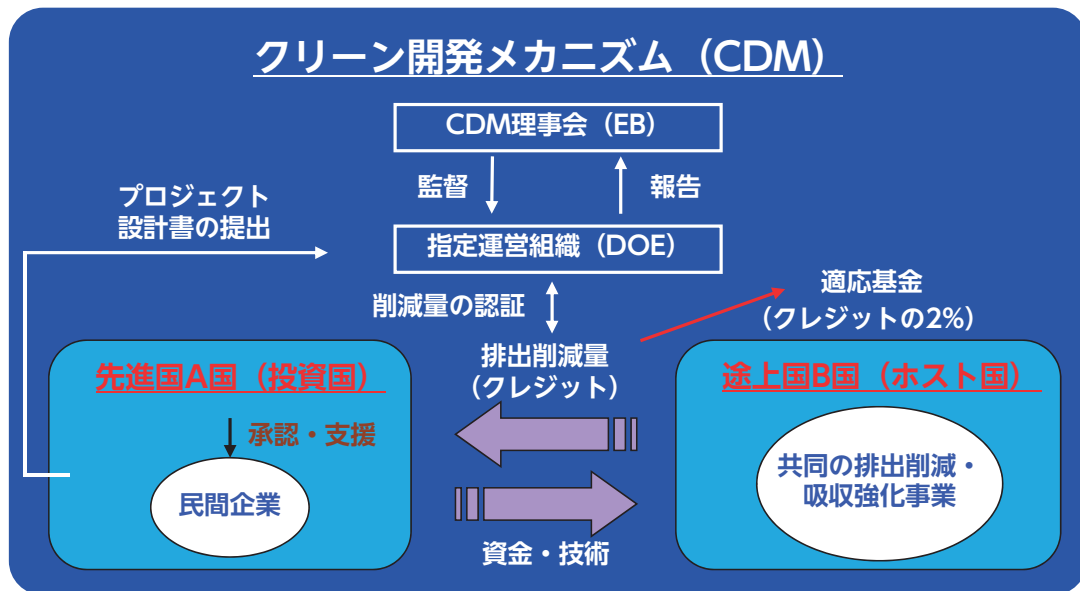 クリーン開発メカニズム（CDM）
CDM理事会（EB）
監督
報告
プロジェクト
設計書の提出
指定運営組織（DOE）
適応基金
（クレジットの2%）
削減量の認証
排出削減量
（クレジット）
先進国A国（投資国）
途上国B国（ホスト国）
承認・支援
民間企業
共同の排出削減・
吸収強化事業
資金・技術